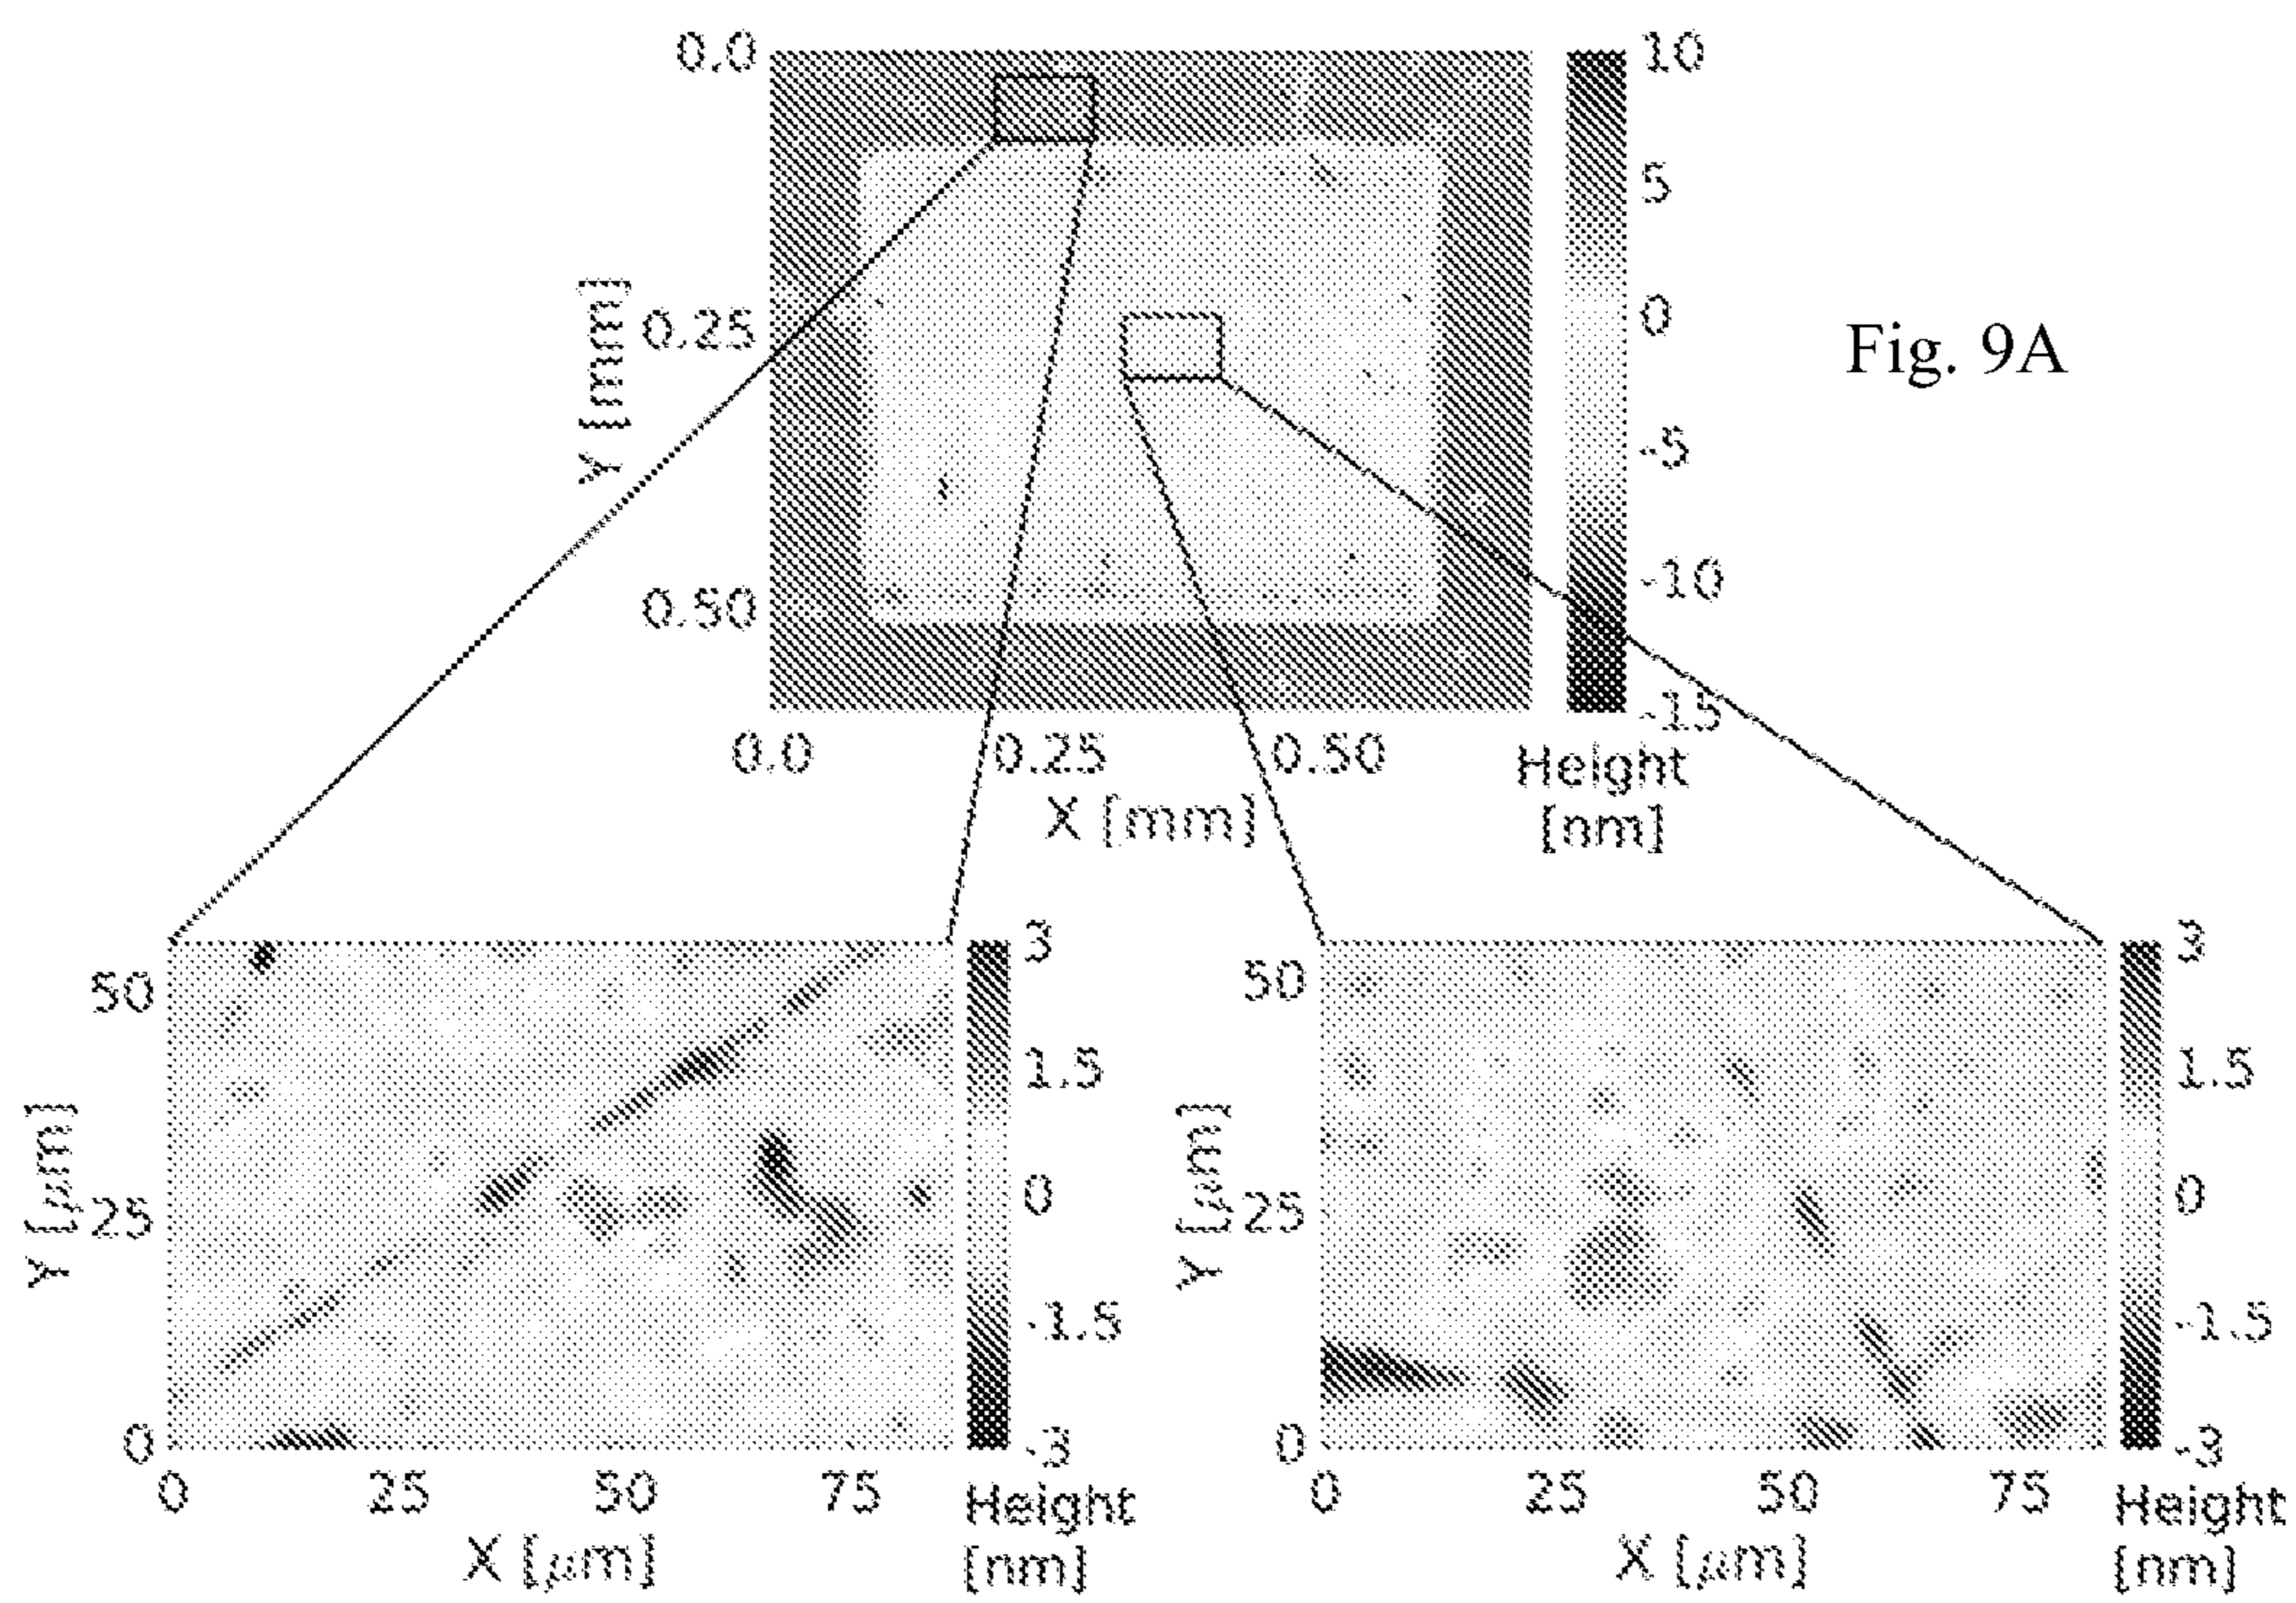 0.0
0.25
0.50
Y [mm]
0.0 0.25 0.50
X [mm]
10
5
0
-5
-10
-15
Height
[nm]
Fig. 9A
50
25
0
Y [μm]
0 25 50 75
X [μm]
3
1.5
0
-1.5
-3
Height
[nm]
50
25
0
Y [μm]
0 25 50 75
X [μm]
3
1.5
0
-1.5
-3
Height
[nm]